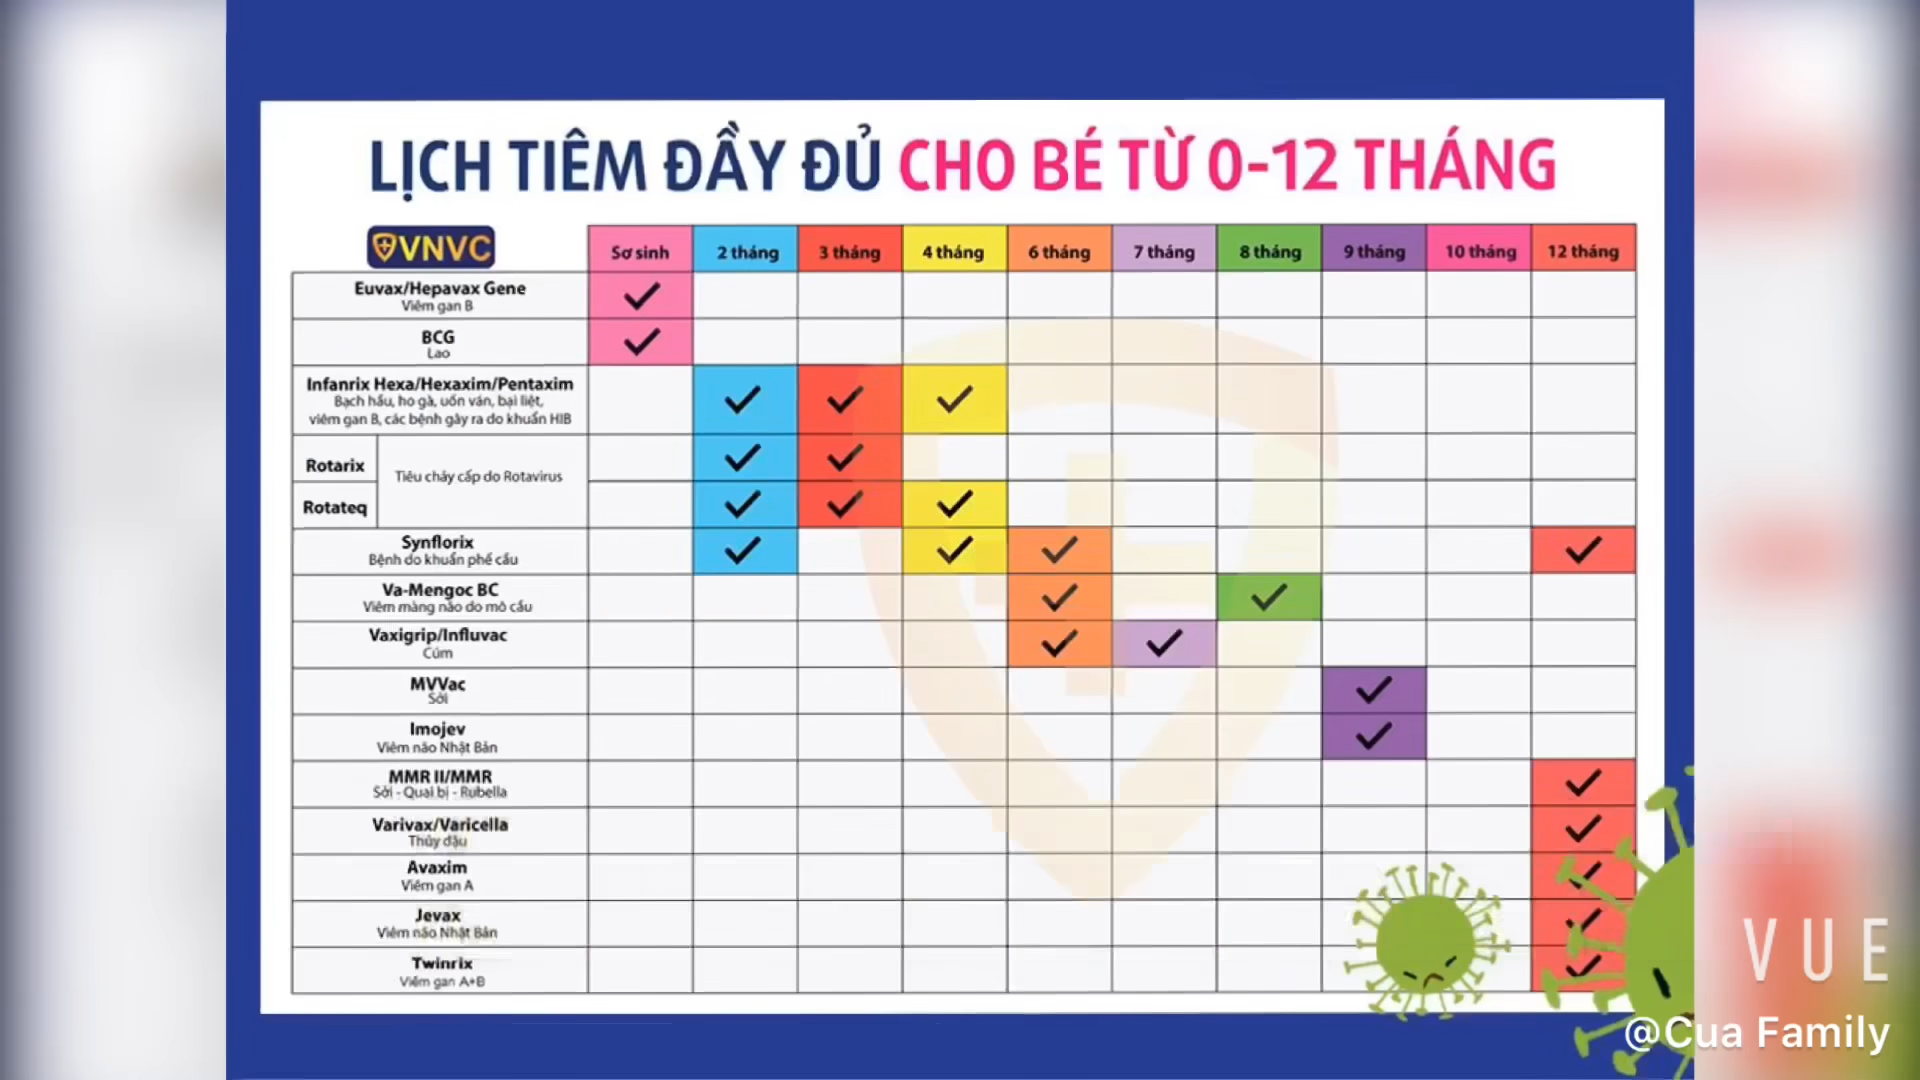 LỊCH TIÊM ĐẦY ĐỦ CHO BÉ TỪ 0-12 THÁNG
VNVC
Sơ sinh
2 tháng
3 tháng
4 tháng
6 tháng
7 tháng
8 tháng
9 tháng
10 tháng
12 tháng
Euvax/Hepavax Gene
Viêm gan B
BCG
Lao
Infanrix Hexa/Hexaxim/Pentaxim
Bạch hầu, ho gà, uốn ván, bại liệt,
viêm gan B, các bệnh gây ra do khuẩn HIB
Rotarix
Tiêu chảy cấp do Rotavirus
Rotateq
Synflorix
Bệnh do khuẩn phế cầu
Va-Mengoc BC
Viêm màng não do mô cầu
Vaxigrip/Influvac
Cúm
MVVac
Sởi
Imojev
Viêm não Nhật Bản
MMR II/MMR
Sởi - Quai bị - Rubella
Varivax/Varicella
Thủy đậu
Avaxim
Viêm gan A
Jevax
Viêm não Nhật Bản
Twinrix
Viêm gan A+B
VUE
@Cua Family